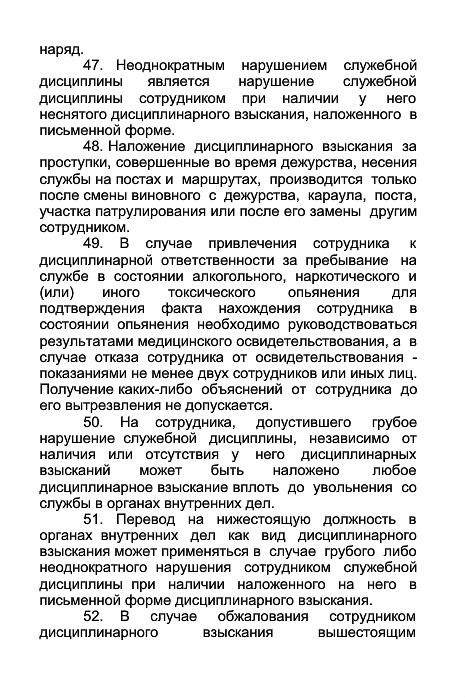 наряд.
47. Неоднократным нарушением служебной
дисциплины является нарушение служебной
дисциплины сотрудником при наличии у него
неснятого дисциплинарного взыскания, наложенного в
письменной форме.
48. Наложение дисциплинарного взыскания за
проступки, совершенные во время дежурства, несения
службы на постах и маршрутах, производится только
после смены виновного с дежурства, караула, поста,
участка патрулирования или после его замены другим
сотрудником.
49. В случае привлечения сотрудника к
дисциплинарной ответственности за пребывание на
службе в состоянии алкогольного, наркотического и
(или) иного токсического опьянения для
подтверждения факта нахождения сотрудника в
состоянии опьянения необходимо руководствоваться
результатами медицинского освидетельствования, а в
случае отказа сотрудника от освидетельствования -
показаниями не менее двух сотрудников или иных лиц.
Получение каких-либо объяснений от сотрудника до
его вытрезвления не допускается.
50. На сотрудника, допустившего грубое
нарушение служебной дисциплины, независимо от
наличия или отсутствия у него дисциплинарных
взысканий может быть наложено любое
дисциплинарное взыскание вплоть до увольнения со
службы в органах внутренних дел.
51. Перевод на нижестоящую должность в
органах внутренних дел как вид дисциплинарного
взыскания может применяться в случае грубого либо
неоднократного нарушения сотрудником служебной
дисциплины при наличии наложенного на него в
письменной форме дисциплинарного взыскания.
52. В случае обжалования сотрудником
дисциплинарного взыскания вышестоящим